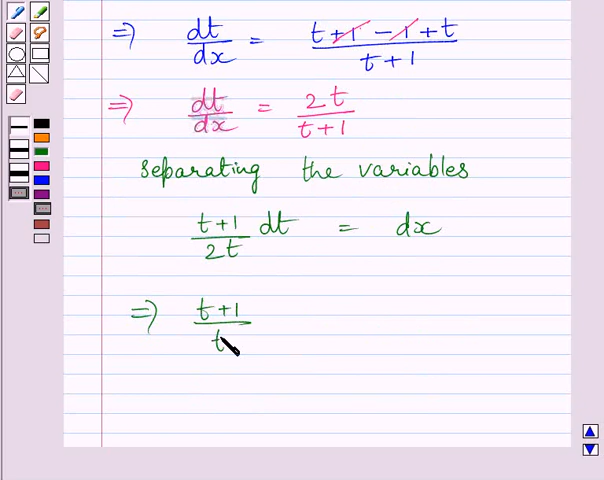 ⇒ dt/dx = (t + 1 − 1 + t)/(t + 1)
⇒ dt/dx = 2t/(t + 1)
Separating the variables
(t + 1)/(2t) dt = dx
⇒ (t + 1)/t